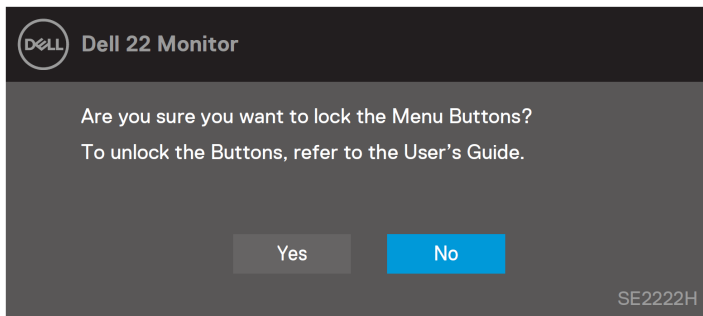 DELL Dell 22 Monitor
Are you sure you want to lock the Menu Buttons?
To unlock the Buttons, refer to the User’s Guide.
Yes No
SE2222H